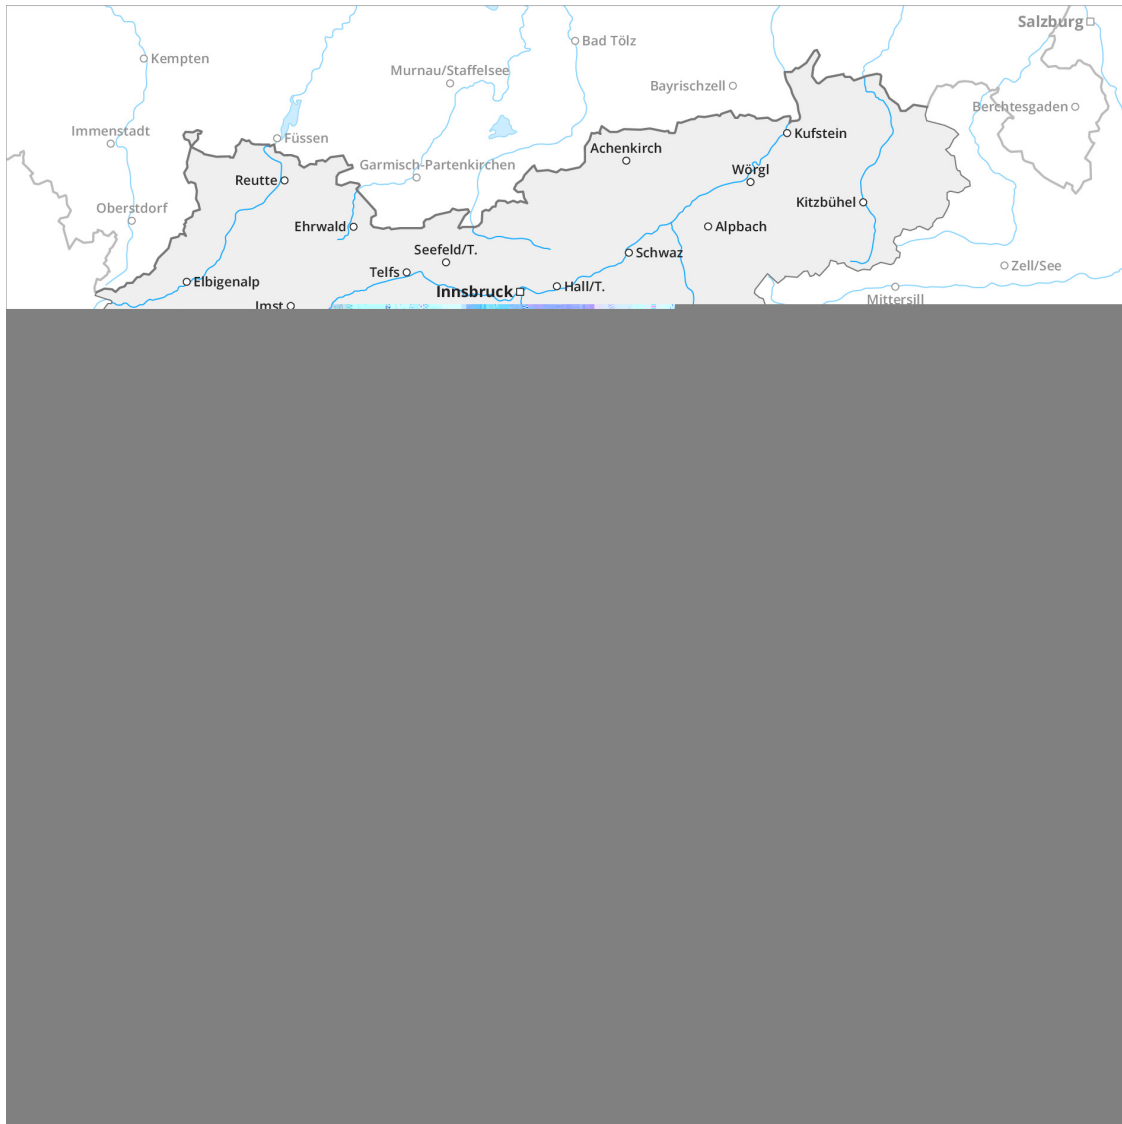 Salzburg
Bad Tölz
Kempten
Murnau/Staffelsee
Bayrischzell
Berchtesgaden
Immenstadt
Füssen
Kufstein
Achenkirch
Garmisch-Partenkirchen
Wörgl
Reutte
Kitzbühel
Oberstdorf
Ehrwald
Alpbach
Seefeld/T.
Schwaz
Zell/See
Telfs
Elbigenalp
Hall/T.
Innsbruck
Mittersill
Imst